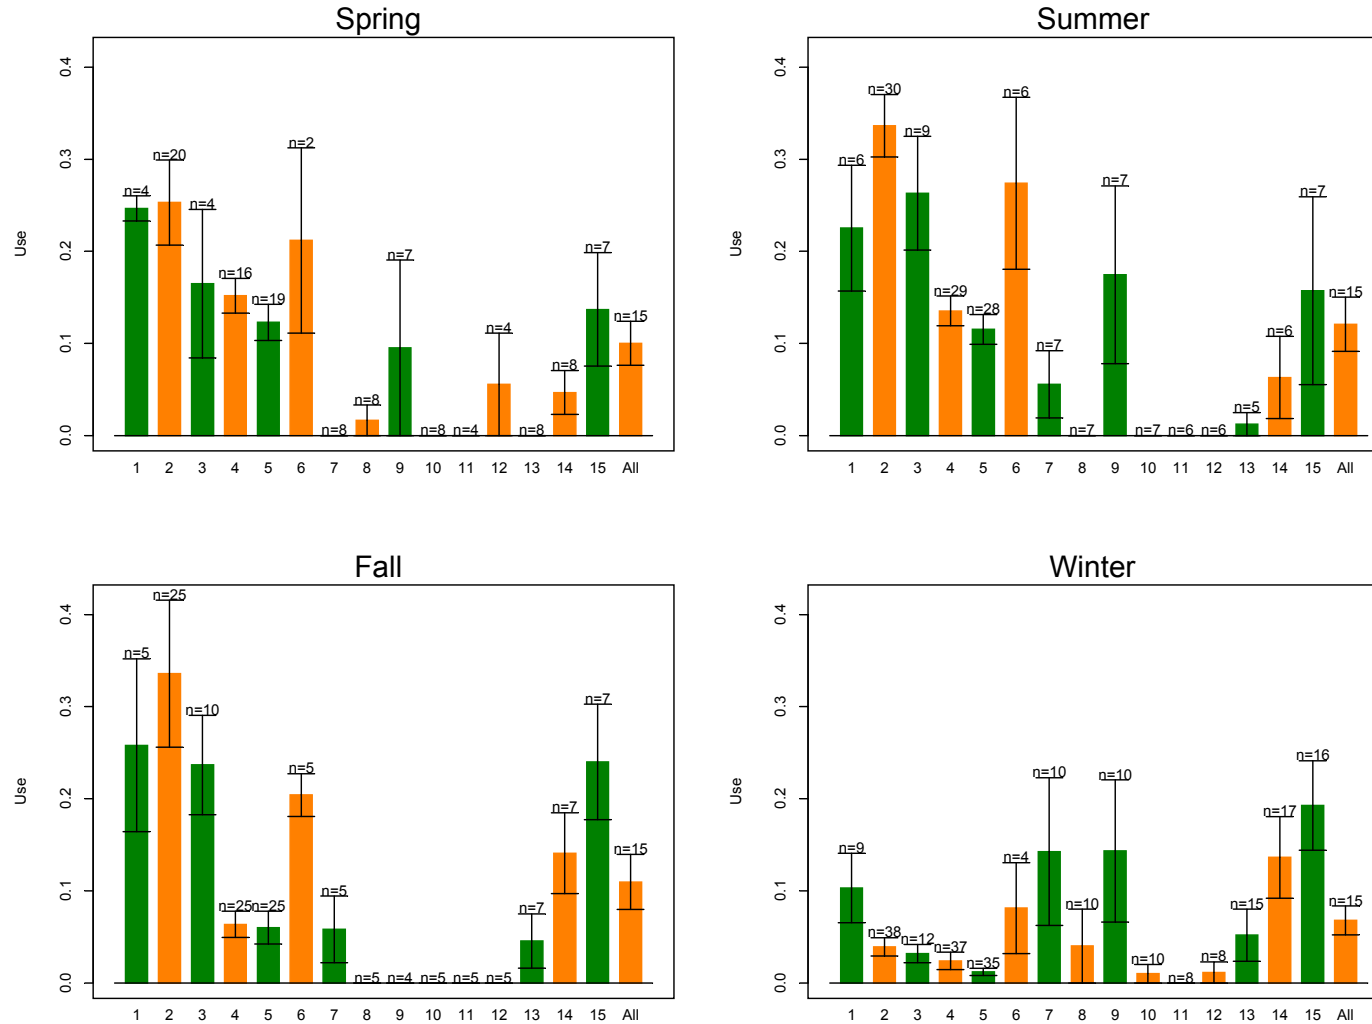 Spring
Use
0.4
0.3
0.2
0.1
0.0
n=4
n=20
n=4
n=16
n=19
n=2
n=8
n=8
n=7
n=8
n=4
n=4
n=8
n=8
n=7
n=15
1 2 3 4 5 6 7 8 9 10 11 12 13 14 15 All
Summer
Use
0.4
0.3
0.2
0.1
0.0
n=6
n=30
n=9
n=29
n=28
n=6
n=7
n=7
n=7
n=7
n=6
n=6
n=5
n=6
n=7
n=15
1 2 3 4 5 6 7 8 9 10 11 12 13 14 15 All
Fall
Use
0.4
0.3
0.2
0.1
0.0
n=5
n=25
n=10
n=25
n=25
n=5
n=5
n=5
n=4
n=5
n=5
n=5
n=7
n=7
n=7
n=15
1 2 3 4 5 6 7 8 9 10 11 12 13 14 15 All
Winter
Use
0.4
0.3
0.2
0.1
0.0
n=9
n=38
n=12
n=37
n=35
n=4
n=10
n=10
n=10
n=10
n=8
n=8
n=15
n=17
n=16
n=15
1 2 3 4 5 6 7 8 9 10 11 12 13 14 15 All